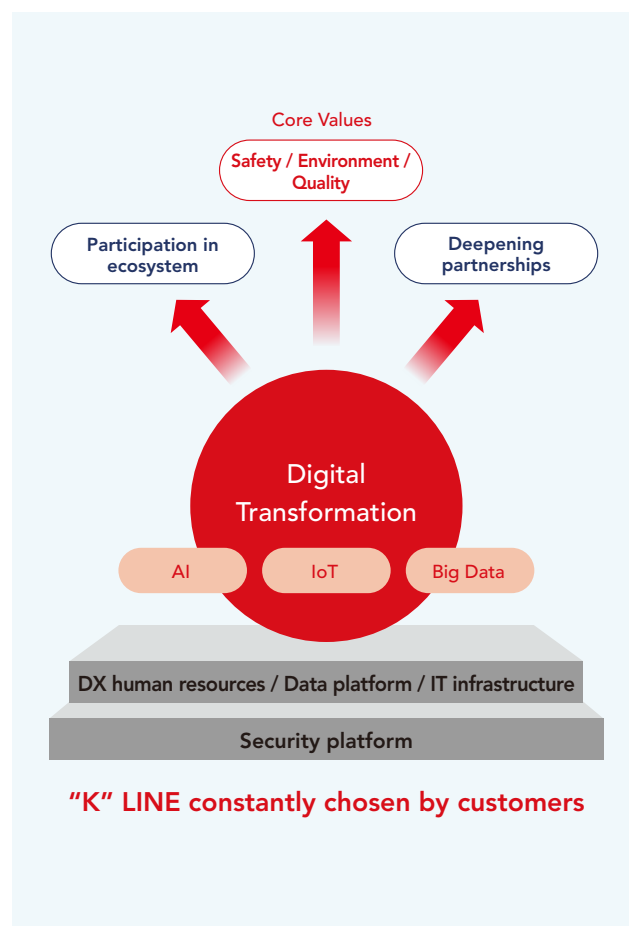 Core Values
Safety / Environment /
Quality
Participation in
ecosystem
Deepening
partnerships
Digital
Transformation
AI
IoT
Big Data
DX human resources / Data platform / IT infrastructure
Security platform
“K” LINE constantly chosen by customers